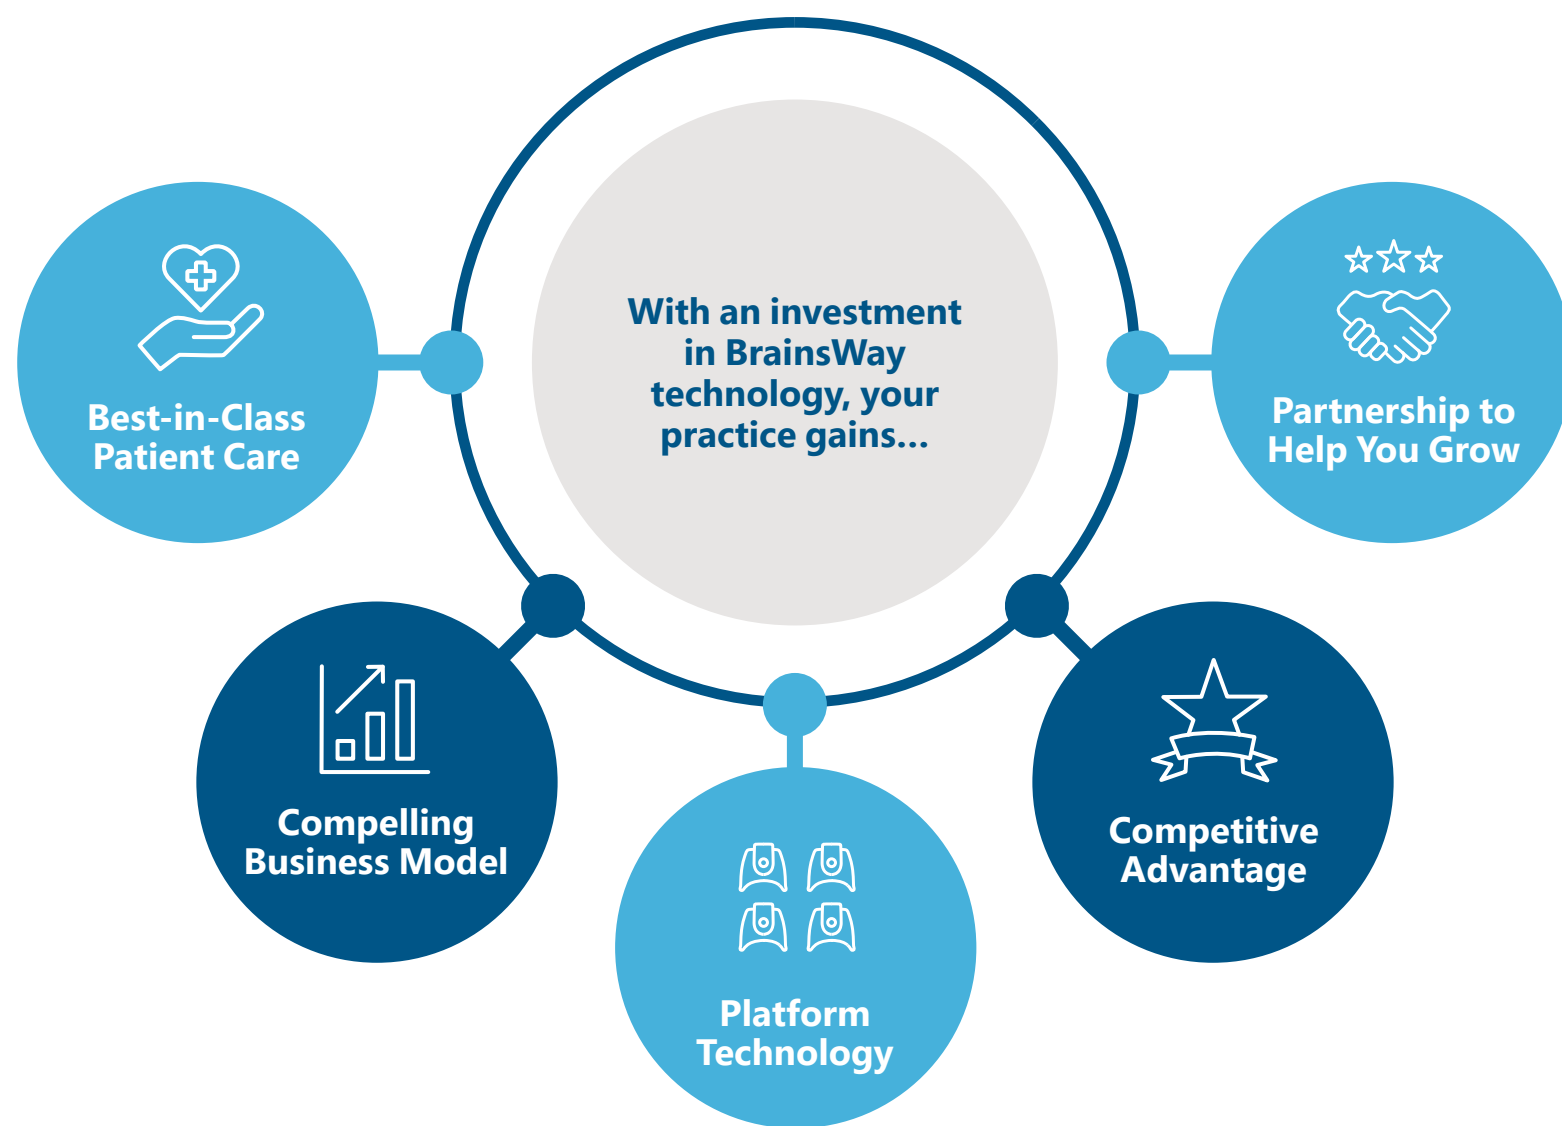 With an investment
in BrainsWay
technology, your
practice gains...
Best-in-Class
Patient Care
Compelling
Business Model
Platform
Technology
Competitive
Advantage
Partnership to
Help You Grow